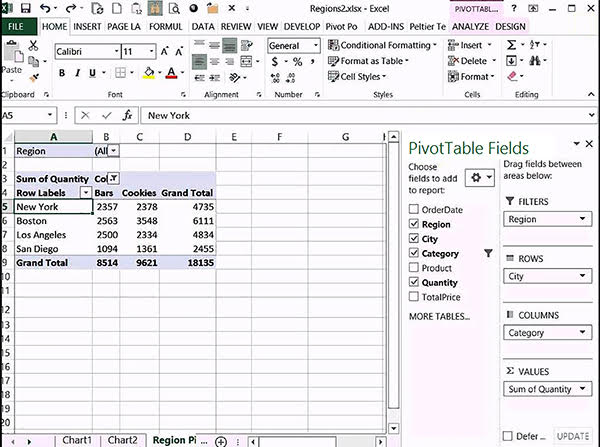 Regions2.xlsx - Excel
PIVOTTABL...
FILE HOME INSERT PAGE LA FORMUL DATA REVIEW VIEW DEVELOP Pivot Po ADD-INS Peltier Te ANALYZE DESIGN
Paste
Calibri 11
B I U
General
$ % ,
Conditional Formatting
Format as Table
Cell Styles
Insert
Delete
Format
Clipboard Font Alignment Number Styles Cells Editing
A5 fx New York
A B C D E F G
1 Region (All
2
3 Sum of Quantity Col
4 Row Labels Bars Cookies Grand Total
5 New York 2357 2378 4735
6 Boston 2563 3548 6111
7 Los Angeles 2500 2334 4834
8 San Diego 1094 1361 2455
9 Grand Total 8514 9621 18135
10
11
12
13
14
15
16
17
18
19
20
Chart1 Chart2 Region Pi ...
PivotTable Fields
Choose
fields to add
to report:
OrderDate
Region
City
Category
Product
Quantity
TotalPrice
MORE TABLES...
Drag fields between
areas below:
FILTERS
Region
ROWS
City
COLUMNS
Category
Σ VALUES
Sum of Quantity
Defer ... UPDATE